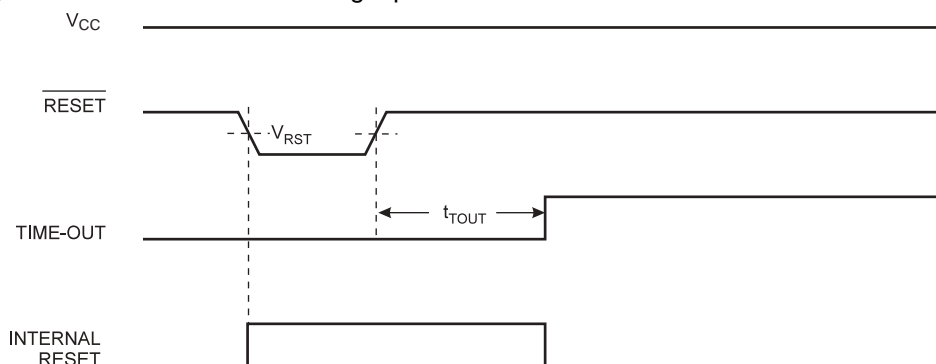 VCC
RESET
VRST
tTOUT
TIME-OUT
INTERNAL
RESET